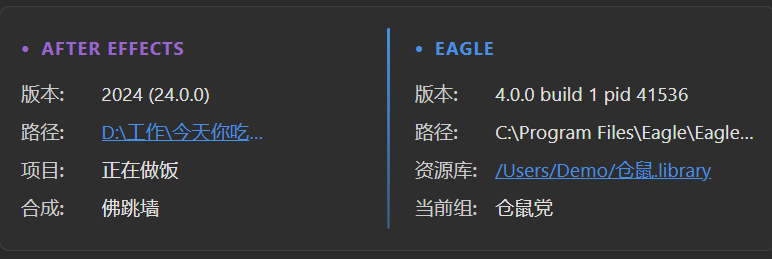 • AFTER EFFECTS
版本: 2024 (24.0.0)
路径: D:\工作\今天你吃...
项目: 正在做饭
合成: 佛跳墙
• EAGLE
版本: 4.0.0 build 1 pid 41536
路径: C:\Program Files\Eagle\Eagle...
资源库: /Users/Demo/仓鼠.library
当前组: 仓鼠党